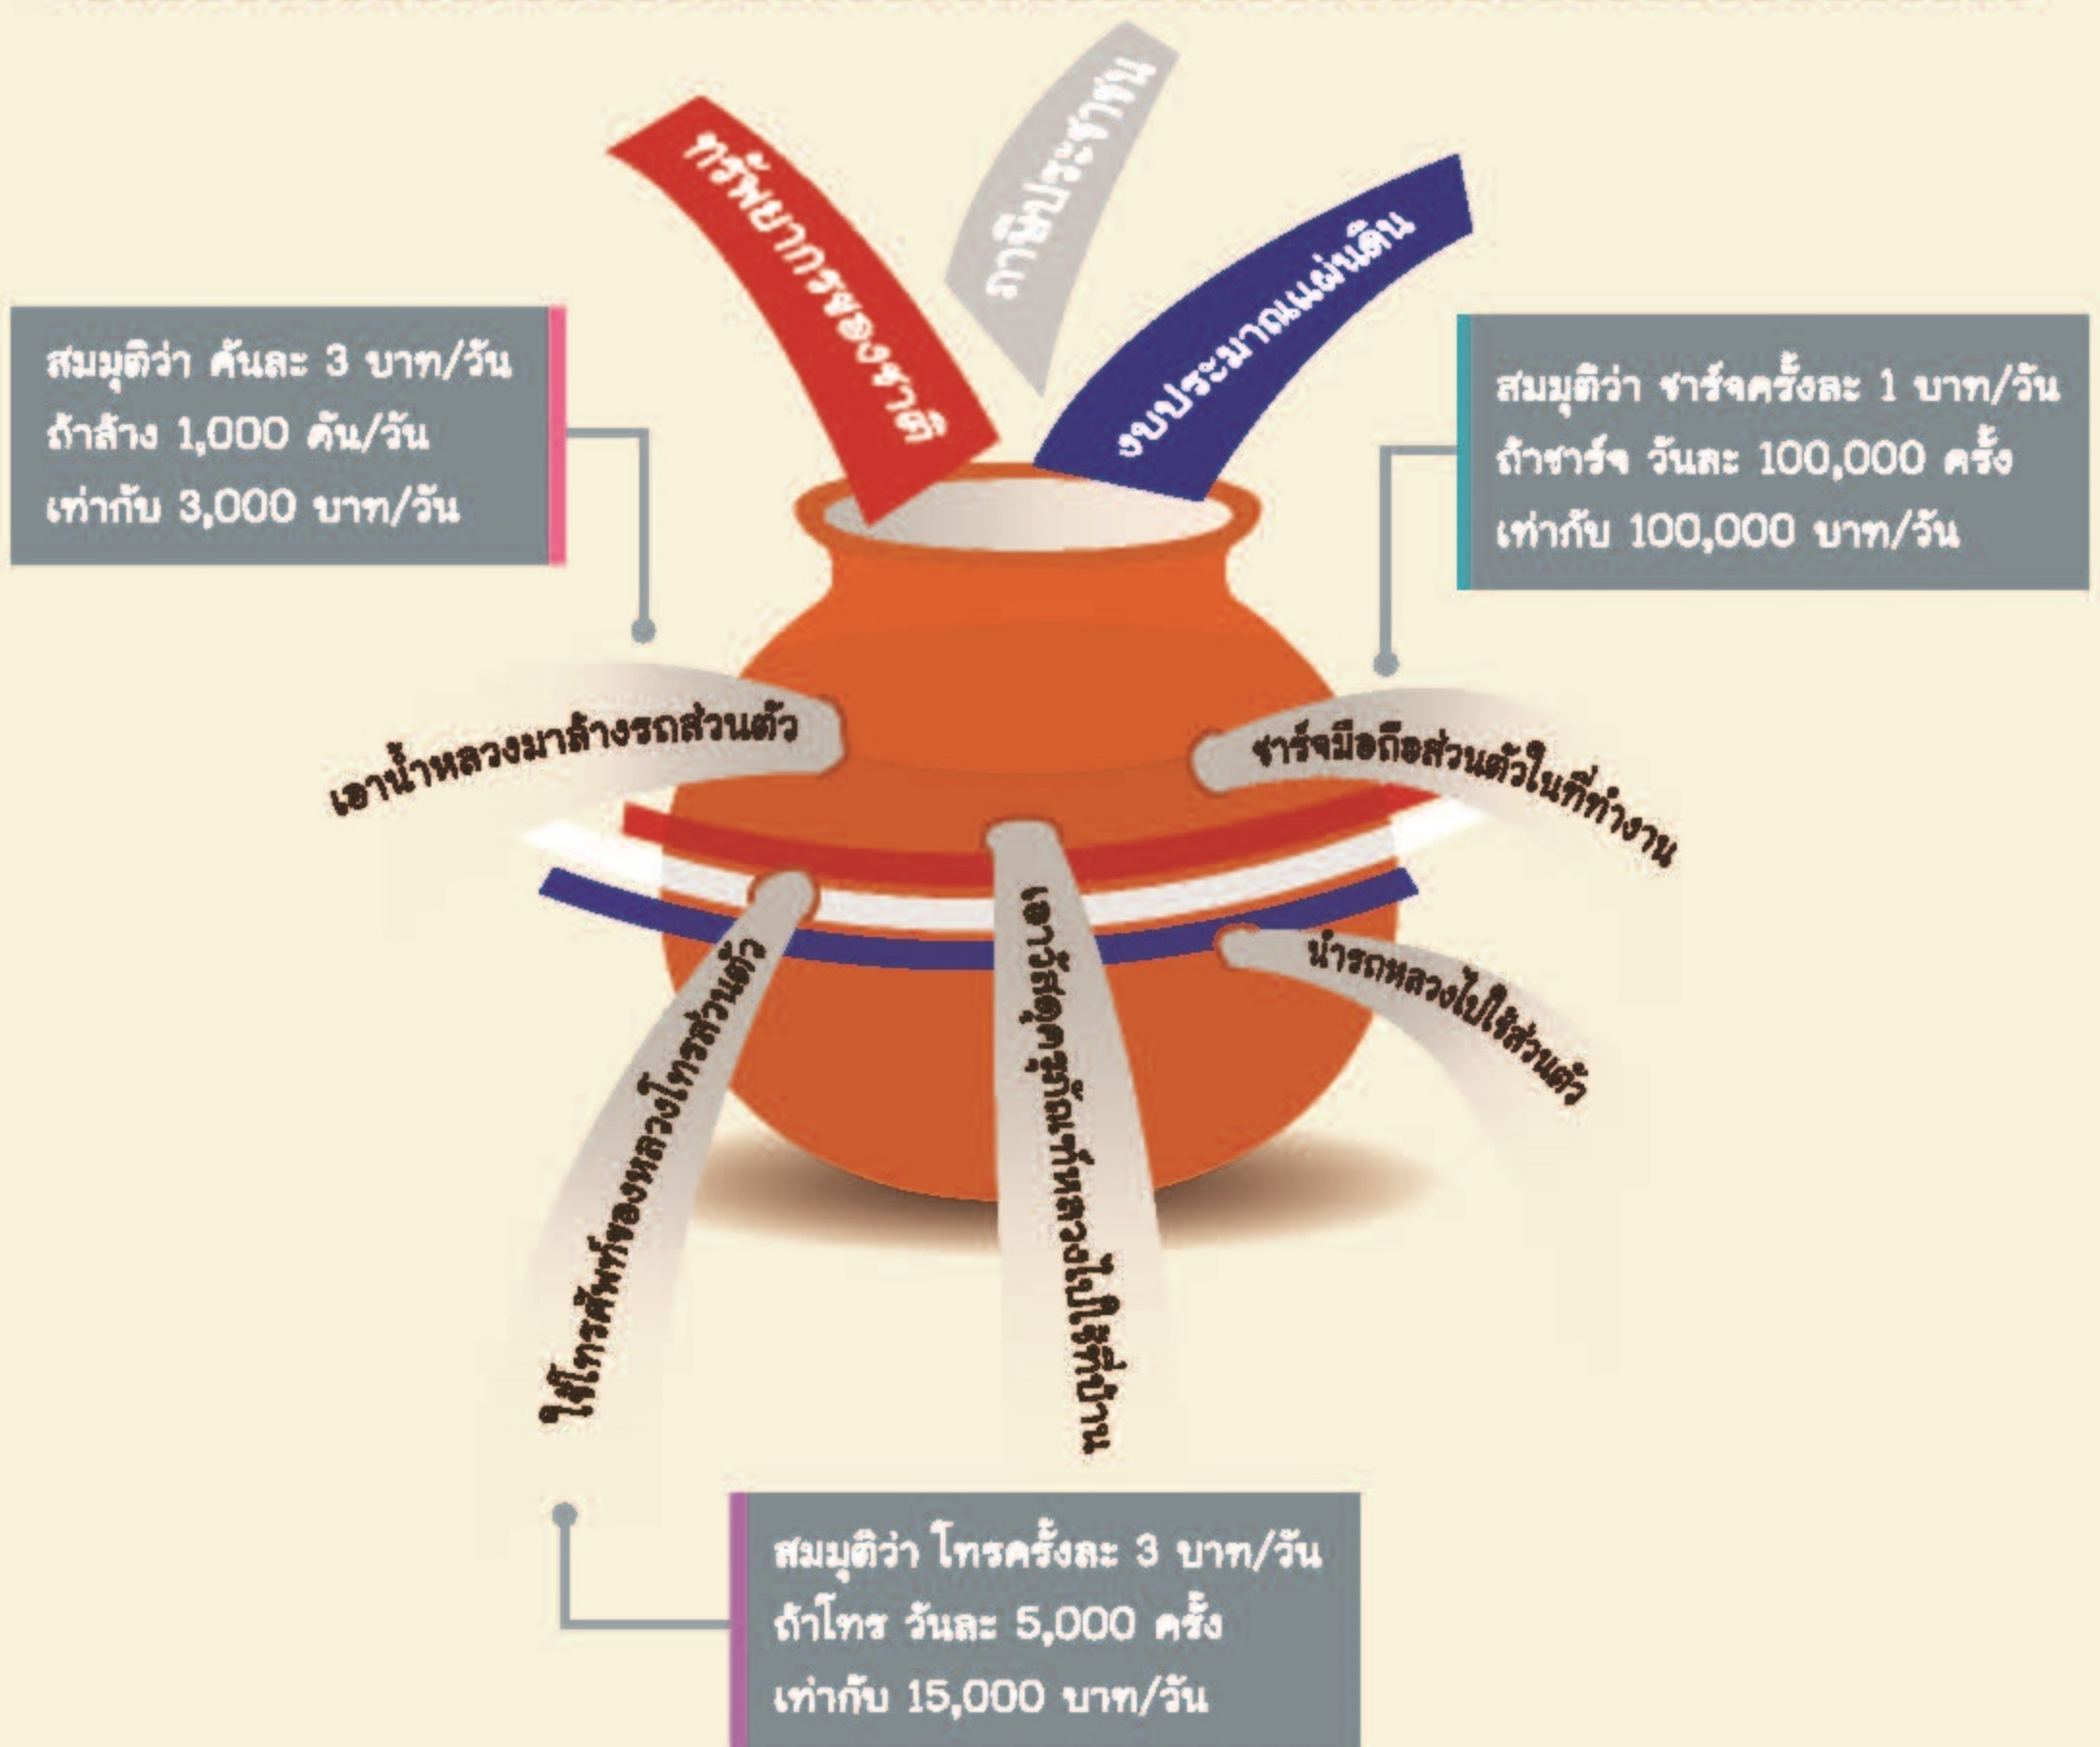 ภาษีประชาชน
ทรัพยากรของชาติ
งบประมาณแผ่นดิน
สมมุติว่า คันละ 3 บาท/วัน
ถ้าล้าง 1,000 คัน/วัน
เท่ากับ 3,000 บาท/วัน
สมมุติว่า ชาร์จครั้งละ 1 บาท/วัน
ถ้าชาร์จ วันละ 100,000 ครั้ง
เท่ากับ 100,000 บาท/วัน
เอาน้ำหลวงมาล้างรถส่วนตัว
ชาร์จมือถือส่วนตัวในที่ทำงาน
ใช้โทรศัพท์ของหลวงโทรส่วนตัว
เอาวัสดุครุภัณฑ์หลวงไปใช้ที่บ้าน
นำรถหลวงไปใช้ส่วนตัว
สมมุติว่า โทรครั้งละ 3 บาท/วัน
ถ้าโทร วันละ 5,000 ครั้ง
เท่ากับ 15,000 บาท/วัน